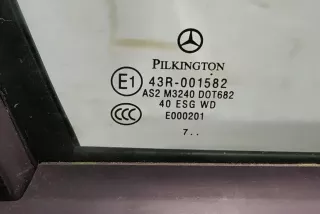 PILKINGTON
E1 43R-001582
AS2 M3240 DOT682
40 ESG WD
CCC E000201
7..